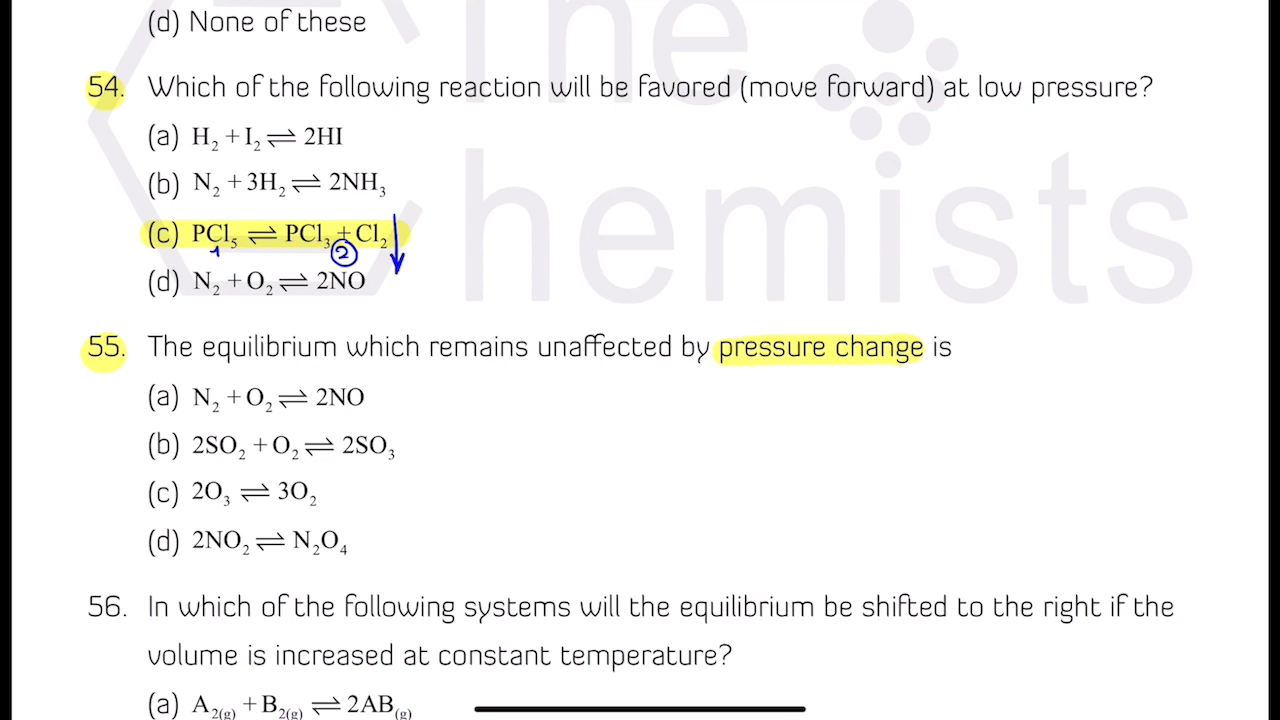 (d) None of these
54. Which of the following reaction will be favored (move forward) at low pressure?
(a) H₂ + I₂ ⇌ 2HI
(b) N₂ + 3H₂ ⇌ 2NH₃
(c) PCl₅ ⇌ PCl₃ + Cl₂
1 2
(d) N₂ + O₂ ⇌ 2NO
55. The equilibrium which remains unaffected by pressure change is
(a) N₂ + O₂ ⇌ 2NO
(b) 2SO₂ + O₂ ⇌ 2SO₃
(c) 2O₃ ⇌ 3O₂
(d) 2NO₂ ⇌ N₂O₄
56. In which of the following systems will the equilibrium be shifted to the right if the
volume is increased at constant temperature?
(a) A₂(g) + B₂(g) ⇌ 2AB(g)
The
hemists